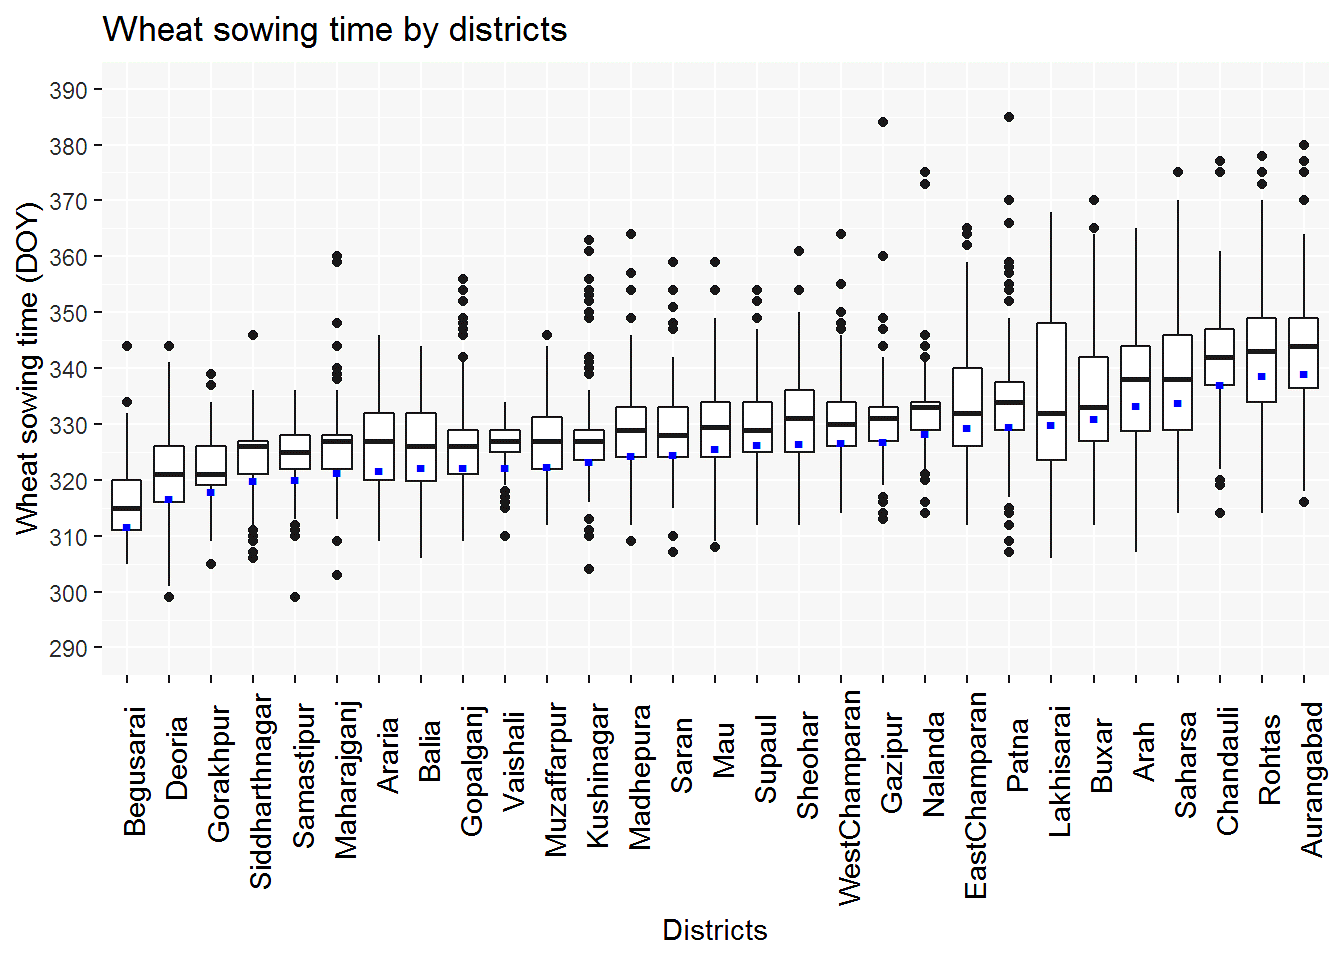 Wheat sowing time by districts
Wheat sowing time (DOY)
390
380
370
360
350
340
330
320
310
300
290
Begusarai
Deoria
Gorakhpur
Siddharthnagar
Samastipur
Maharajganj
Araria
Balia
Gopalganj
Vaishali
Muzaffarpur
Kushinagar
Madhepura
Saran
Mau
Supaul
Sheohar
WestChamparan
Gazipur
Nalanda
EastChamparan
Patna
Lakhisarai
Buxar
Arah
Saharsa
Chandauli
Rohtas
Aurangabad
Districts